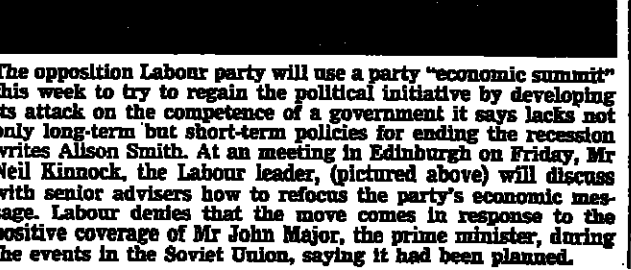 The opposition Labour party will use a party "economic summit"
this week to try to regain the political initiative by developing
its attack on the competence of a government it says lacks not
only long-term but short-term policies for ending the recession
writes Alison Smith. At an meeting in Edinburgh on Friday, Mr
Neil Kinnock, the Labour leader, (pictured above) will discuss
with senior advisers how to refocus the party's economic mes-
sage. Labour denies that the move comes in response to the
positive coverage of Mr John Major, the prime minister, during
the events in the Soviet Union, saying it had been planned.